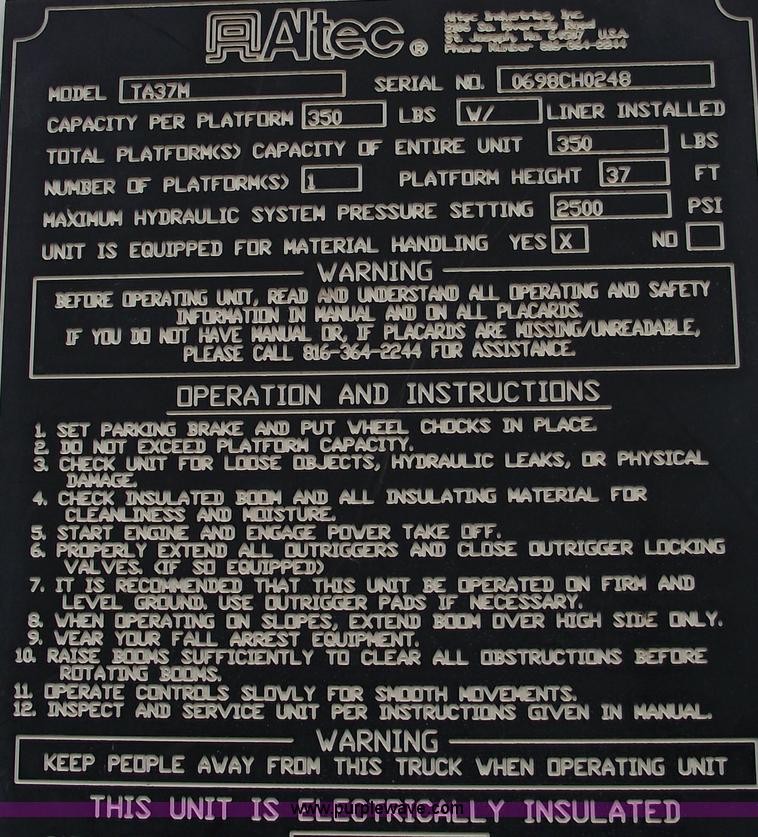 Altec®
Altec Industries, Inc.
St. Joseph, Mo U.S.A.
Phone Number 816-364-2244
MODEL TA37M SERIAL NO. 0698CH0248
CAPACITY PER PLATFORM 350 LBS W/ LINER INSTALLED
TOTAL PLATFORM(S) CAPACITY OF ENTIRE UNIT 350 LBS
NUMBER OF PLATFORM(S) 1 PLATFORM HEIGHT 37 FT
MAXIMUM HYDRAULIC SYSTEM PRESSURE SETTING 2500 PSI
UNIT IS EQUIPPED FOR MATERIAL HANDLING YES X NO
WARNING
BEFORE OPERATING UNIT, READ AND UNDERSTAND ALL OPERATING AND SAFETY
INFORMATION IN MANUAL AND ON ALL PLACARDS.
IF YOU DO NOT HAVE MANUAL OR, IF PLACARDS ARE MISSING/UNREADABLE,
PLEASE CALL 816-364-2244 FOR ASSISTANCE.
OPERATION AND INSTRUCTIONS
1. SET PARKING BRAKE AND PUT WHEEL CHOCKS IN PLACE.
2. DO NOT EXCEED PLATFORM CAPACITY.
3. CHECK UNIT FOR LOOSE OBJECTS, HYDRAULIC LEAKS, OR PHYSICAL
DAMAGE.
4. CHECK INSULATED BOOM AND ALL INSULATING MATERIAL FOR
CLEANLINESS AND MOISTURE.
5. START ENGINE AND ENGAGE POWER TAKE OFF.
6. PROPERLY EXTEND ALL OUTRIGGERS AND CLOSE OUTRIGGER LOCKING
VALVES. (IF SO EQUIPPED)
7. IT IS RECOMMENDED THAT THIS UNIT BE OPERATED ON FIRM AND
LEVEL GROUND. USE OUTRIGGER PADS IF NECESSARY.
8. WHEN OPERATING ON SLOPES, EXTEND BOOM OVER HIGH SIDE ONLY.
9. WEAR YOUR FALL ARREST EQUIPMENT.
10. RAISE BOOMS SUFFICIENTLY TO CLEAR ALL OBSTRUCTIONS BEFORE
ROTATING BOOMS.
11. OPERATE CONTROLS SLOWLY FOR SMOOTH MOVEMENTS.
12. INSPECT AND SERVICE UNIT PER INSTRUCTIONS GIVEN IN MANUAL.
WARNING
KEEP PEOPLE AWAY FROM THIS TRUCK WHEN OPERATING UNIT
THIS UNIT IS ELECTRICALLY INSULATED
www.purplewave.com